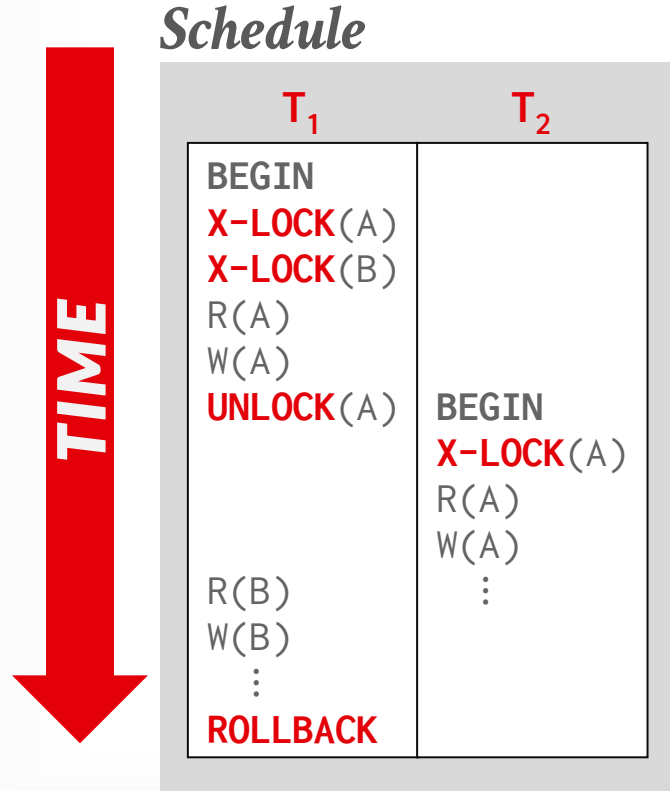 Schedule
TIME
T1 T2
BEGIN
X-LOCK(A)
X-LOCK(B)
R(A)
W(A)
UNLOCK(A) BEGIN
X-LOCK(A)
R(A)
W(A)
R(B) ⋮
W(B)
⋮
ROLLBACK